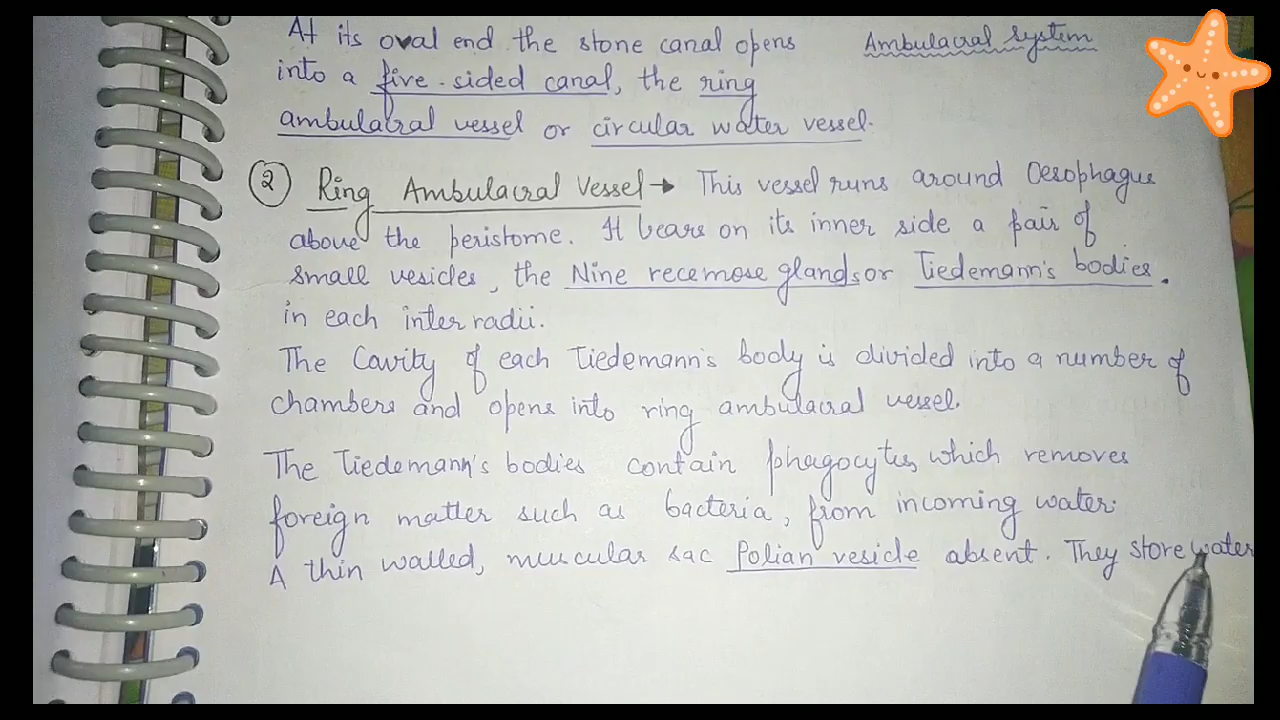 At its oval end the stone canal opens
Ambulacral System
into a five-sided canal, the ring
ambulatral vessel or circular water vessel.
② Ring Ambulacral Vessel → This vessel runs around Oesophagus
above the peristome. It bears on its inner side a pair of
small vesicles, the Nine recemose glands or Tiedemann's bodies.
in each inter radii.
The Cavity of each Tiedemann's body is divided into a number of
chambers and opens into ring ambulacral vessel.
The Tiedemann's bodies contain phagocytes, which removes
foreign matter such as bacteria, from incoming water.
A thin walled, muscular sac Polian vesicle absent. They store water